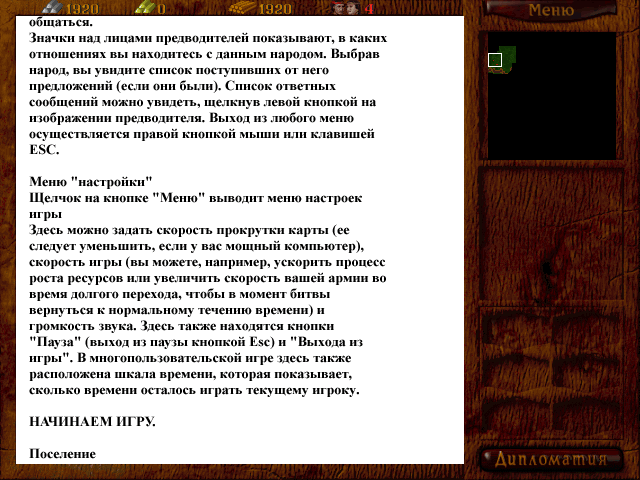 1920
0
1920
4
Меню
общаться.
Значки над лицами предводителей показывают, в каких
отношениях вы находитесь с данным народом. Выбрав
народ, вы увидите список поступивших от него
предложений (если они были). Список ответных
сообщений можно увидеть, щелкнув левой кнопкой на
изображении предводителя. Выход из любого меню
осуществляется правой кнопкой мыши или клавишей
ESC.
Меню "настройки"
Щелчок на кнопке "Меню" выводит меню настроек
игры
Здесь можно задать скорость прокрутки карты (ее
следует уменьшить, если у вас мощный компьютер),
скорость игры (вы можете, например, ускорить процесс
роста ресурсов или увеличить скорость вашей армии во
время долгого перехода, чтобы в момент битвы
вернуться к нормальному течению времени) и
громкость звука. Здесь также находятся кнопки
"Пауза" (выход из паузы кнопкой Esc) и "Выхода из
игры". В многопользовательской игре здесь также
расположена шкала времени, которая показывает,
сколько времени осталось играть текущему игроку.
НАЧИНАЕМ ИГРУ.
Поселение
Дипломатия